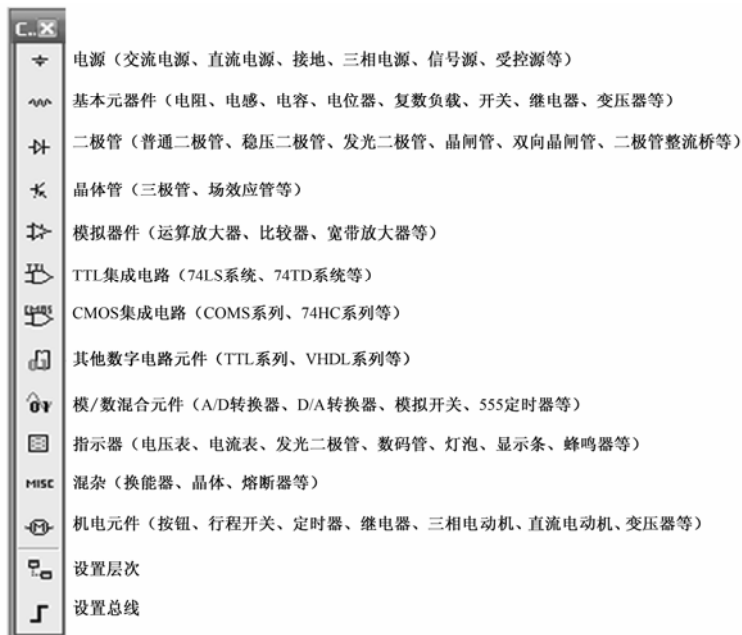 C..
电源（交流电源、直流电源、接地、三相电源、信号源、受控源等）
基本元器件（电阻、电感、电容、电位器、复数负载、开关、继电器、变压器等）
二极管（普通二极管、稳压二极管、发光二极管、晶闸管、双向晶闸管、二极管整流桥等）
晶体管（三极管、场效应管等）
模拟器件（运算放大器、比较器、宽带放大器等）
TTL TTL集成电路（74LS系统、74TD系统等）
CMOS CMOS集成电路（COMS系列、74HC系列等）
其他数字电路元件（TTL系列、VHDL系列等）
模/数混合元件（A/D转换器、D/A转换器、模拟开关、555定时器等）
指示器（电压表、电流表、发光二极管、数码管、灯泡、显示条、蜂鸣器等）
MISC 混杂（换能器、晶体、熔断器等）
M 机电元件（按钮、行程开关、定时器、继电器、三相电动机、直流电动机、变压器等）
设置层次
设置总线